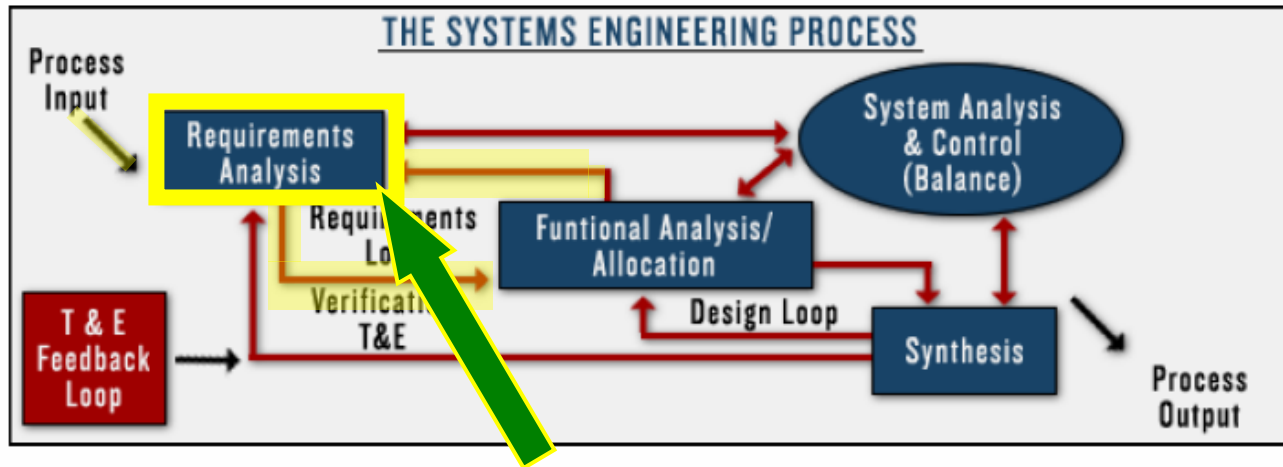 THE SYSTEMS ENGINEERING PROCESS
Process
Input
Requirements
Analysis
System Analysis
& Control
(Balance)
Funtional Analysis/
Allocation
T & E
Feedback
Loop
T&E
Design Loop
Synthesis
Process
Output